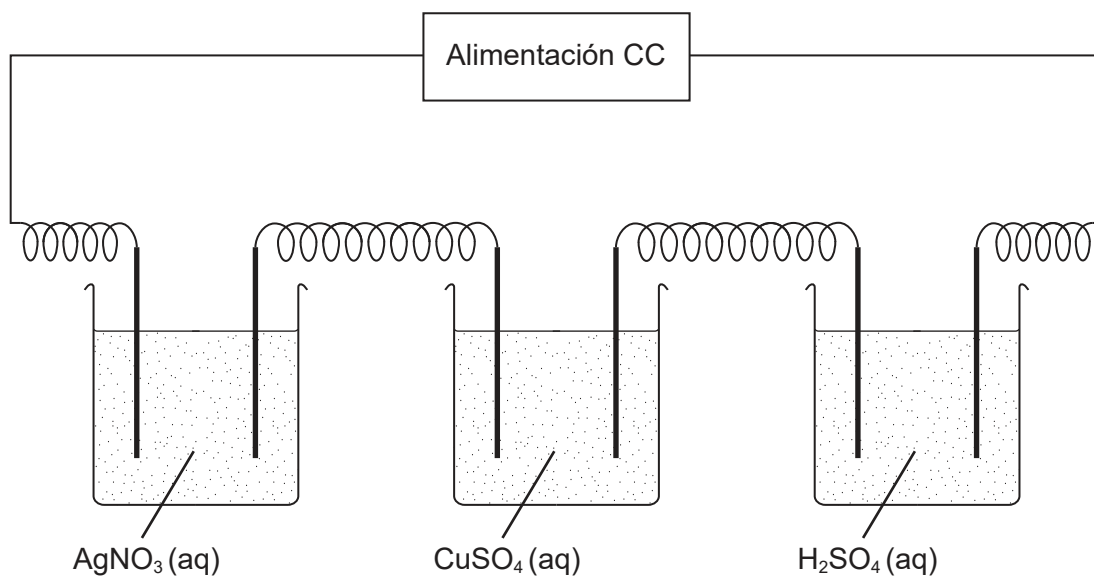 Alimentación CC
AgNO₃ (aq)
CuSO₄ (aq)
H₂SO₄ (aq)